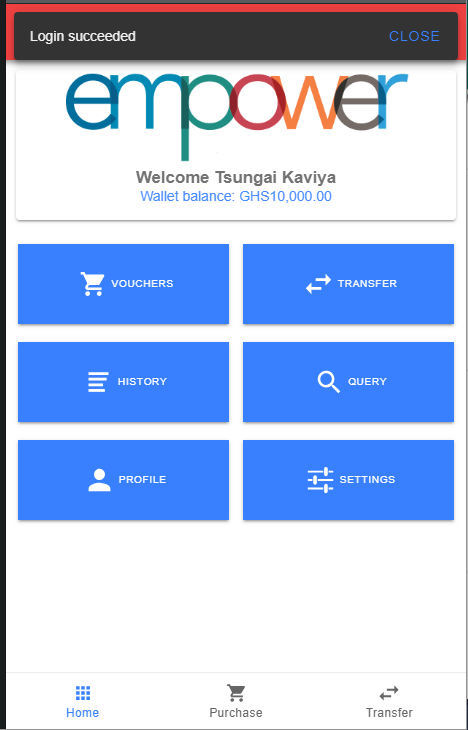 Login succeeded CLOSE
empower
Welcome Tsungai Kaviya
Wallet balance: GHS10,000.00
VOUCHERS TRANSFER
HISTORY QUERY
PROFILE SETTINGS
Home Purchase Transfer